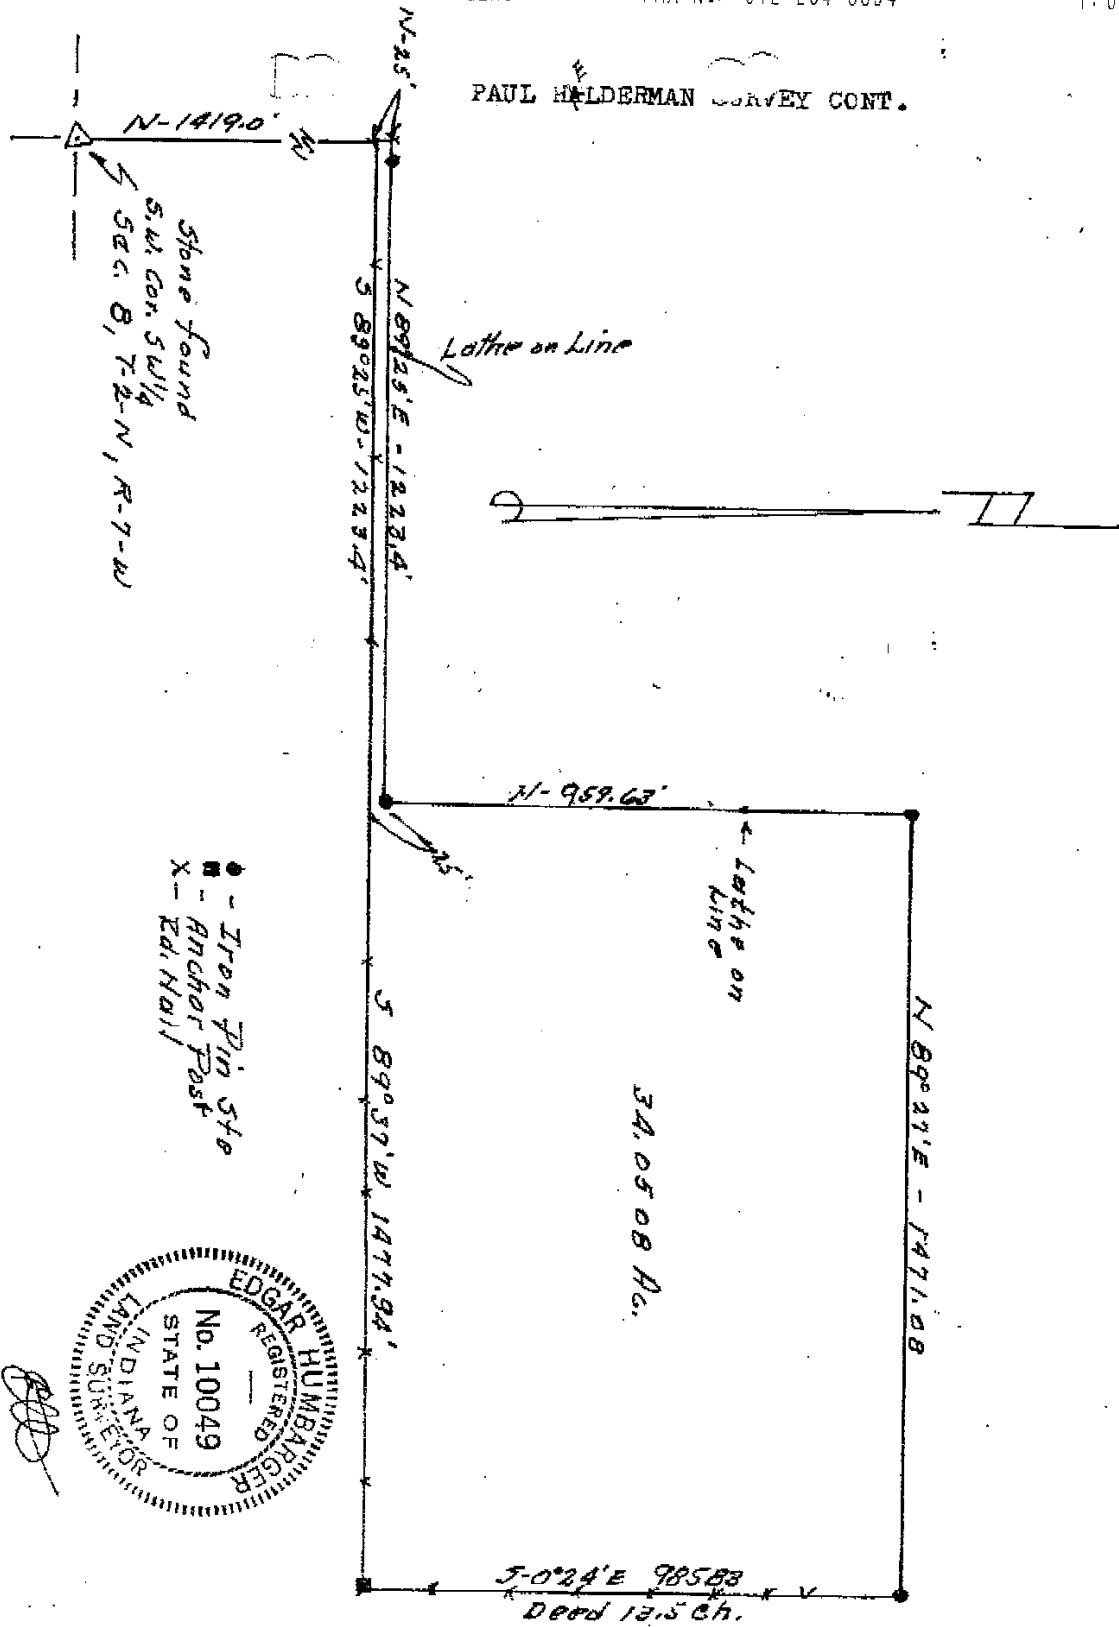 PAUL HALDERMAN SURVEY CONT.
E
N-25'
N-1419.0'
Stone found
S.W. Cor. SW1/4
Sec. 8, T-2-N, R-7-W
N 89°25'E - 1223.4'
S 89°25'W - 1223.4'
Lathe on Line
N-959.63'
25'
← Lathe on
Line
N 89°27'E - 1471.08
34.0508 Ac.
S 89°37'W 1477.94'
S-0°24'E 985.83
Deed 13.5 Ch.
● - Iron Pin Sto
■ - Anchor Post
X - Rd. Nail
EDGAR HUMBARGER
REGISTERED
No. 10049
STATE OF
INDIANA
LAND SURVEYOR